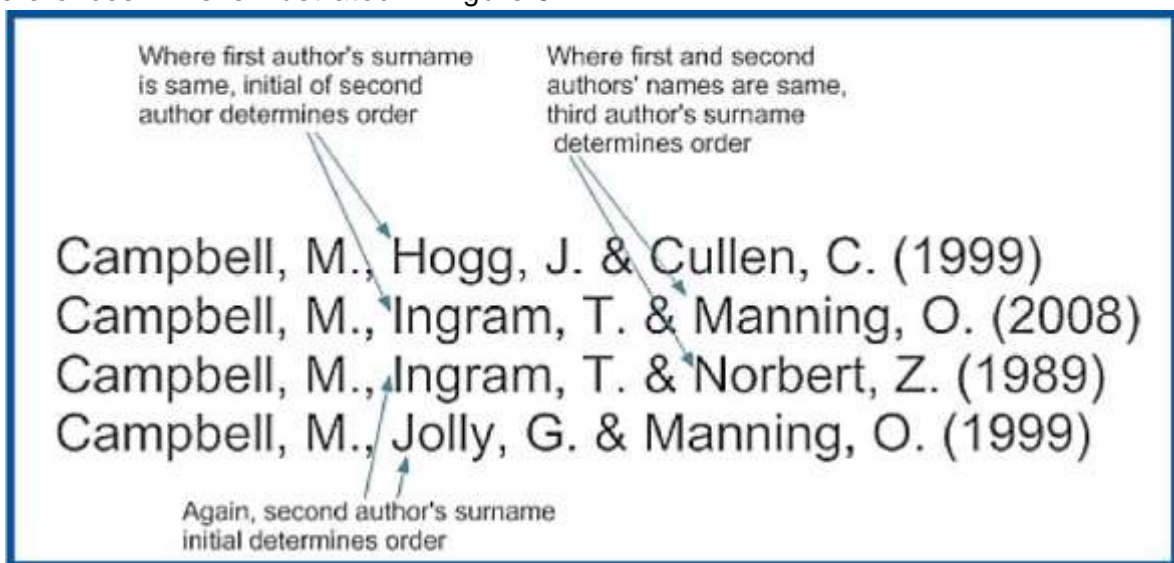 Where first author's surname
is same, initial of second
author determines order
Where first and second
authors' names are same,
third author's surname
determines order
Campbell, M., Hogg, J. & Cullen, C. (1999)
Campbell, M., Ingram, T. & Manning, O. (2008)
Campbell, M., Ingram, T. & Norbert, Z. (1989)
Campbell, M., Jolly, G. & Manning, O. (1999)
Again, second author's surname
initial determines order